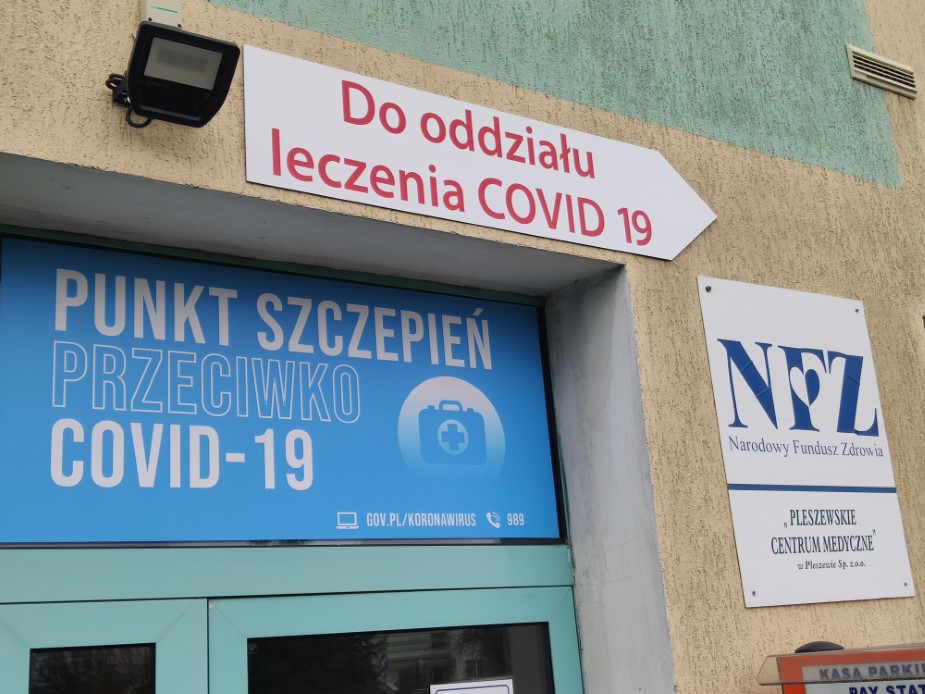 Do oddziału
leczenia COVID 19
PUNKT SZCZEPIEŃ
PRZECIWKO
COVID-19
GOV.PL/KORONAWIRUS 989
NFZ
Narodowy Fundusz Zdrowia
„PLESZEWSKIE
CENTRUM MEDYCZNE"
w Pleszewie Sp. z.o.o.
KASA PARKIN
PAY STAT